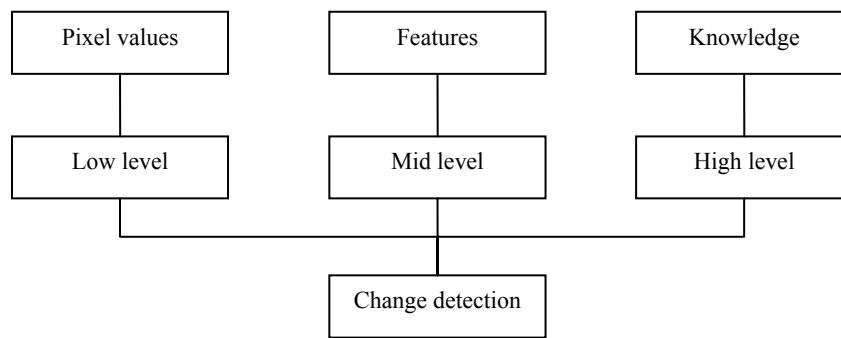 Pixel values
Features
Knowledge
Low level
Mid level
High level
Change detection